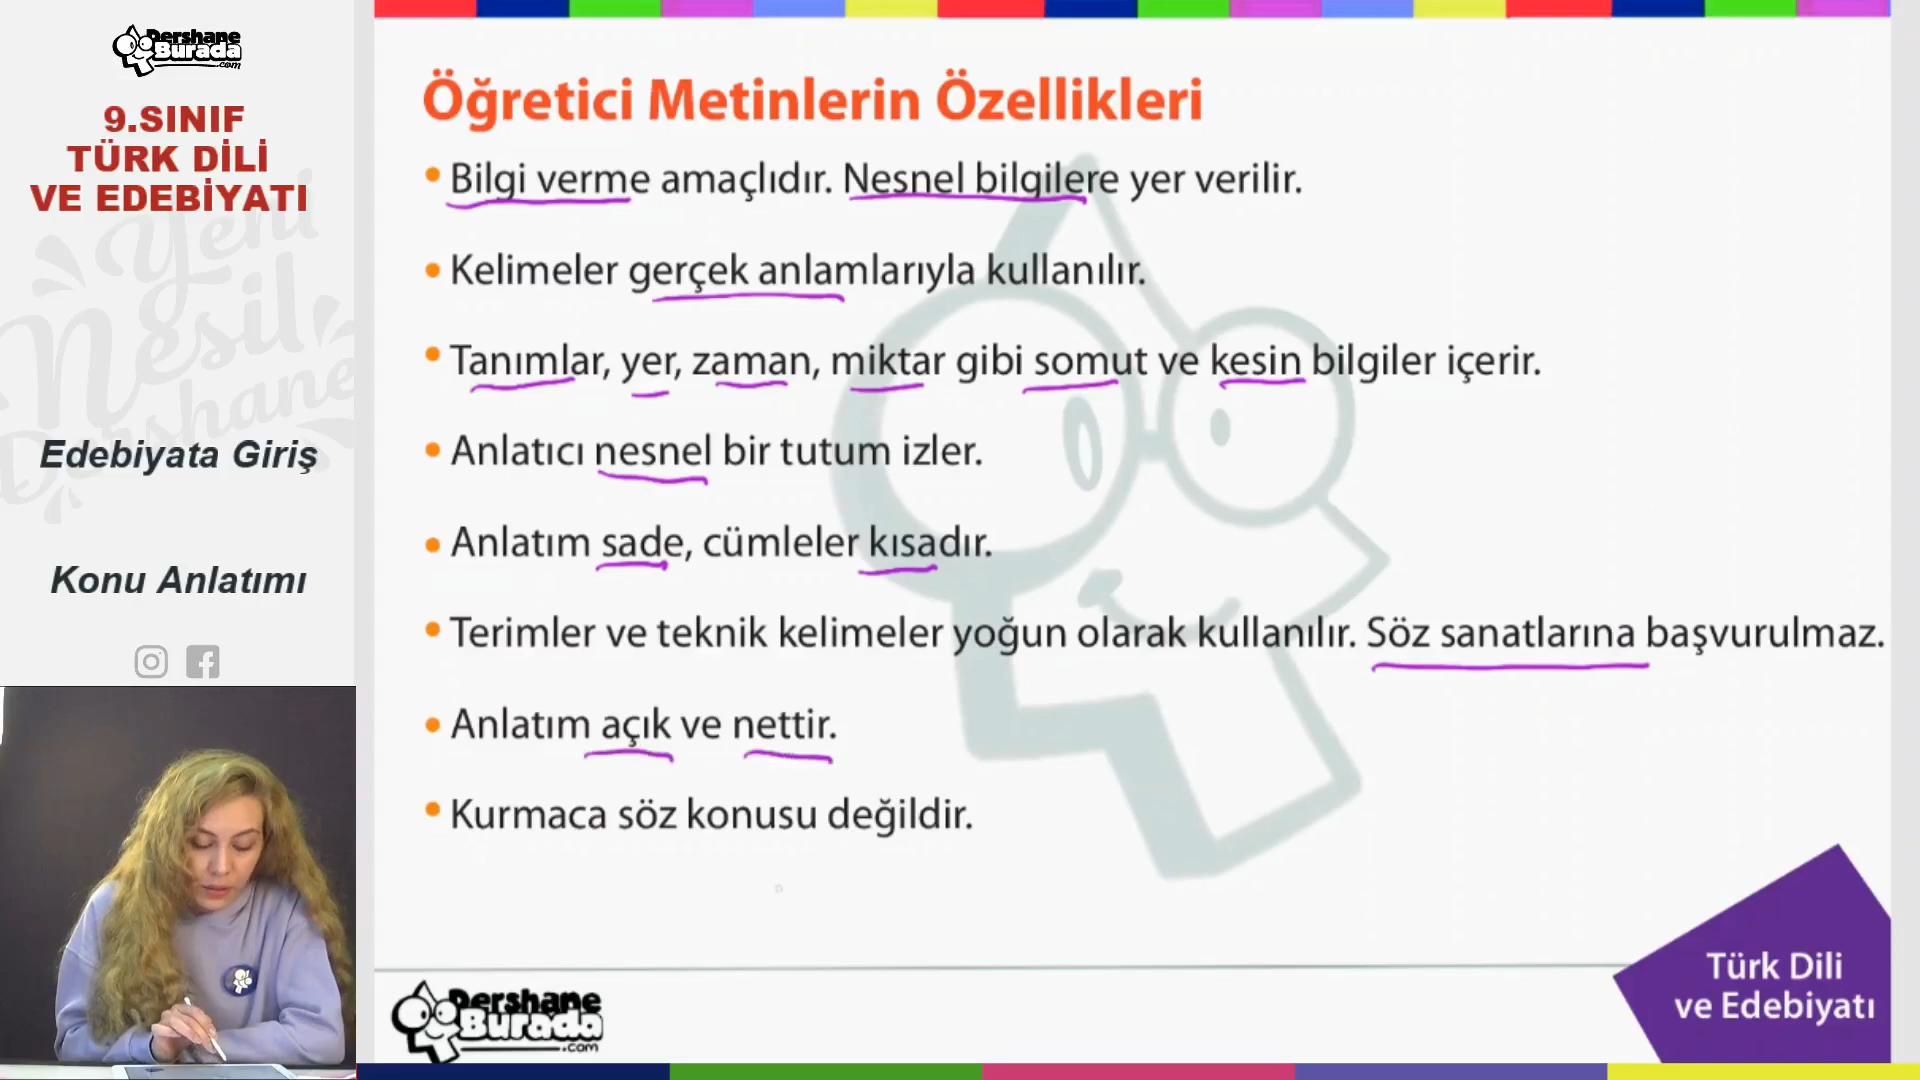 Dershane
Burada
.com
9.SINIF
TÜRK DİLİ
VE EDEBİYATI
Yeni
Nesil
Dershane
Edebiyata Giriş
Konu Anlatımı
Öğretici Metinlerin Özellikleri
• Bilgi verme amaçlıdır. Nesnel bilgilere yer verilir.
• Kelimeler gerçek anlamlarıyla kullanılır.
• Tanımlar, yer, zaman, miktar gibi somut ve kesin bilgiler içerir.
• Anlatıcı nesnel bir tutum izler.
• Anlatım sade, cümleler kısadır.
• Terimler ve teknik kelimeler yoğun olarak kullanılır. Söz sanatlarına başvurulmaz.
• Anlatım açık ve nettir.
• Kurmaca söz konusu değildir.
Dershane
Burada
.com
Türk Dili
ve Edebiyatı